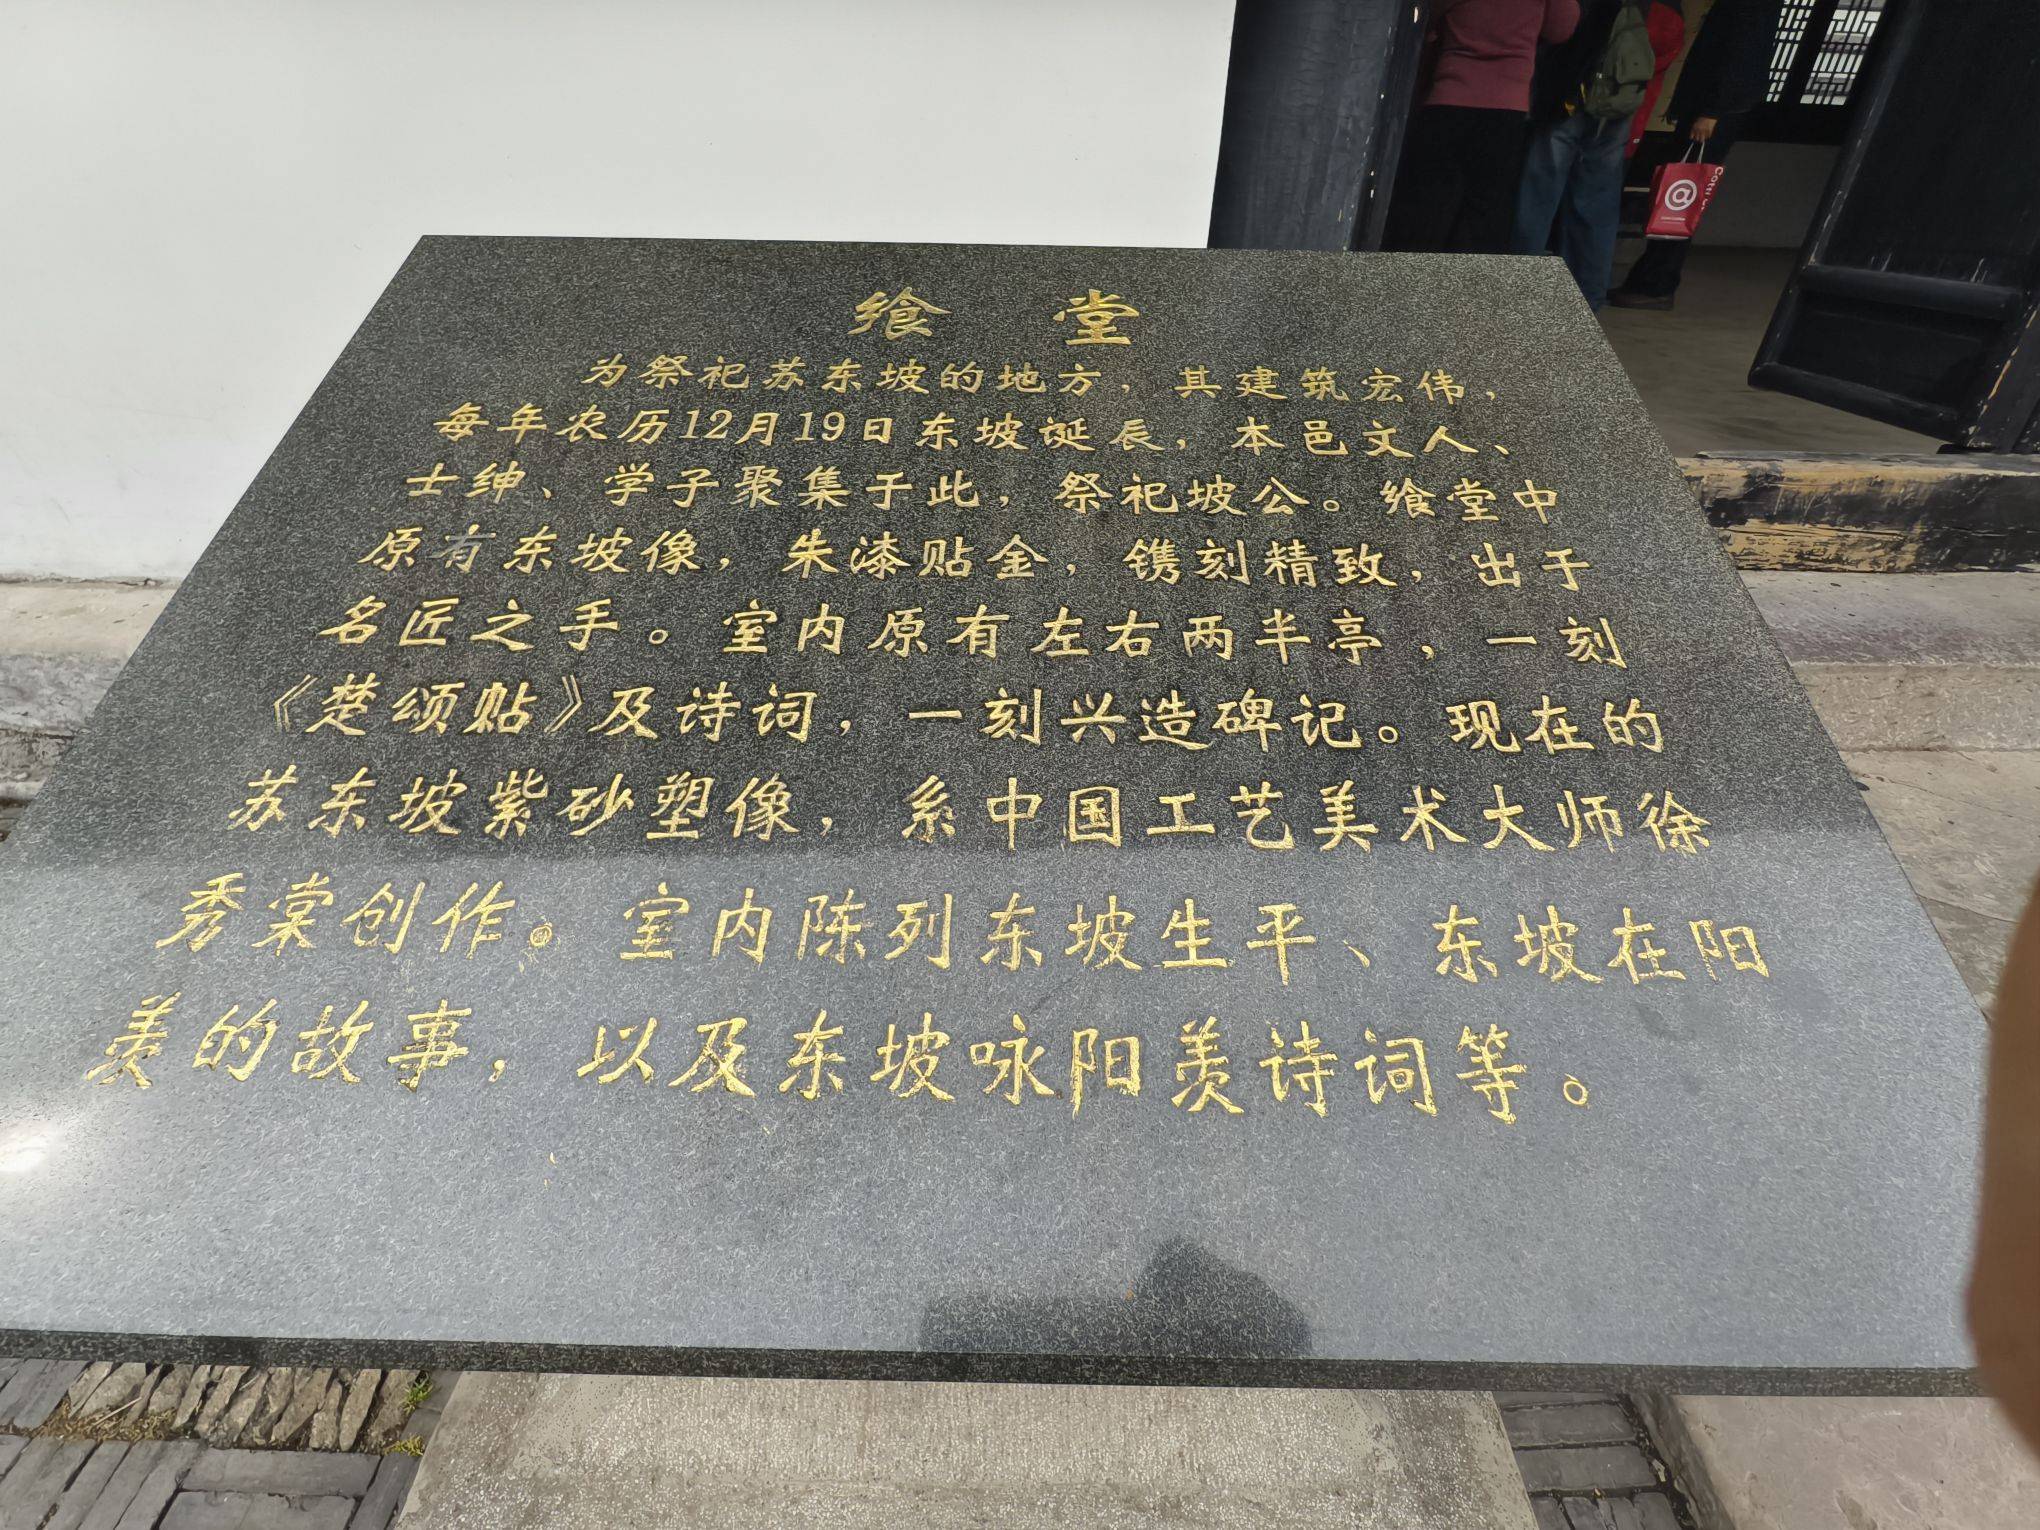 飨堂
为祭祀苏东坡的地方，其建筑宏伟，
每年农历12月19日东坡诞辰，本邑文人、
士绅、学子聚集于此，祭祀坡公。飨堂中
原有东坡像，朱漆贴金，镌刻精致，出于
名匠之手。室内原有左右两半亭，一刻
《楚颂帖》及诗词，一刻兴造碑记。现在的
苏东坡紫砂塑像，系中国工艺美术大师徐
秀棠创作。室内陈列东坡生平、东坡在阳
羡的故事，以及东坡咏阳羡诗词等。
@